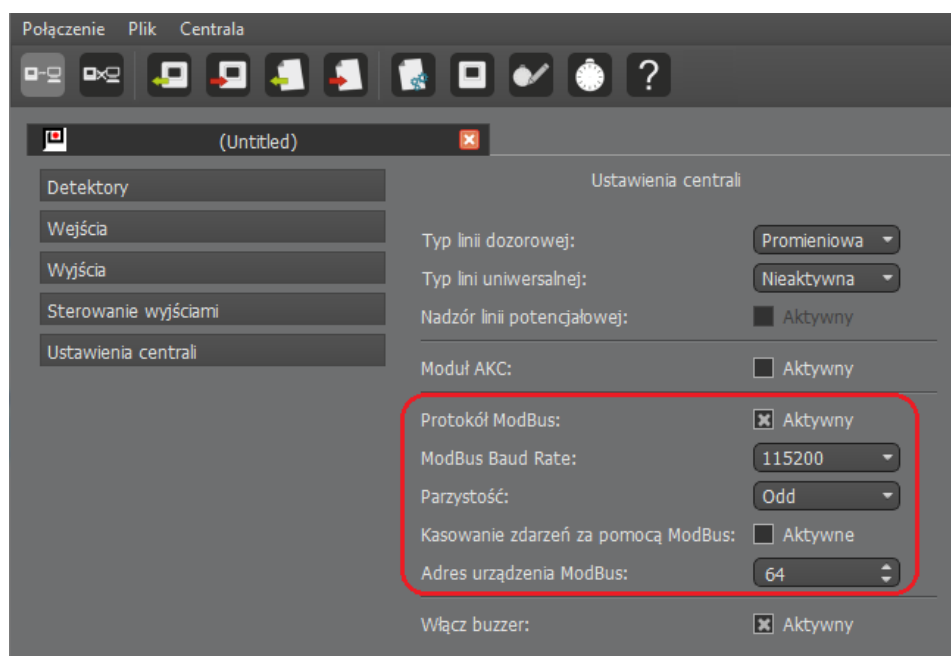 Połączenie Plik Centrala
?
(Untitled)
Detektory
Wejścia
Wyjścia
Sterowanie wyjściami
Ustawienia centrali
Ustawienia centrali
Typ linii dozorowej: Promieniowa
Typ lini uniwersalnej: Nieaktywna
Nadzór linii potencjałowej: Aktywny
Moduł AKC: Aktywny
Protokół ModBus: Aktywny
ModBus Baud Rate: 115200
Parzystość: Odd
Kasowanie zdarzeń za pomocą ModBus: Aktywne
Adres urządzenia ModBus: 64
Włącz buzzer: Aktywny